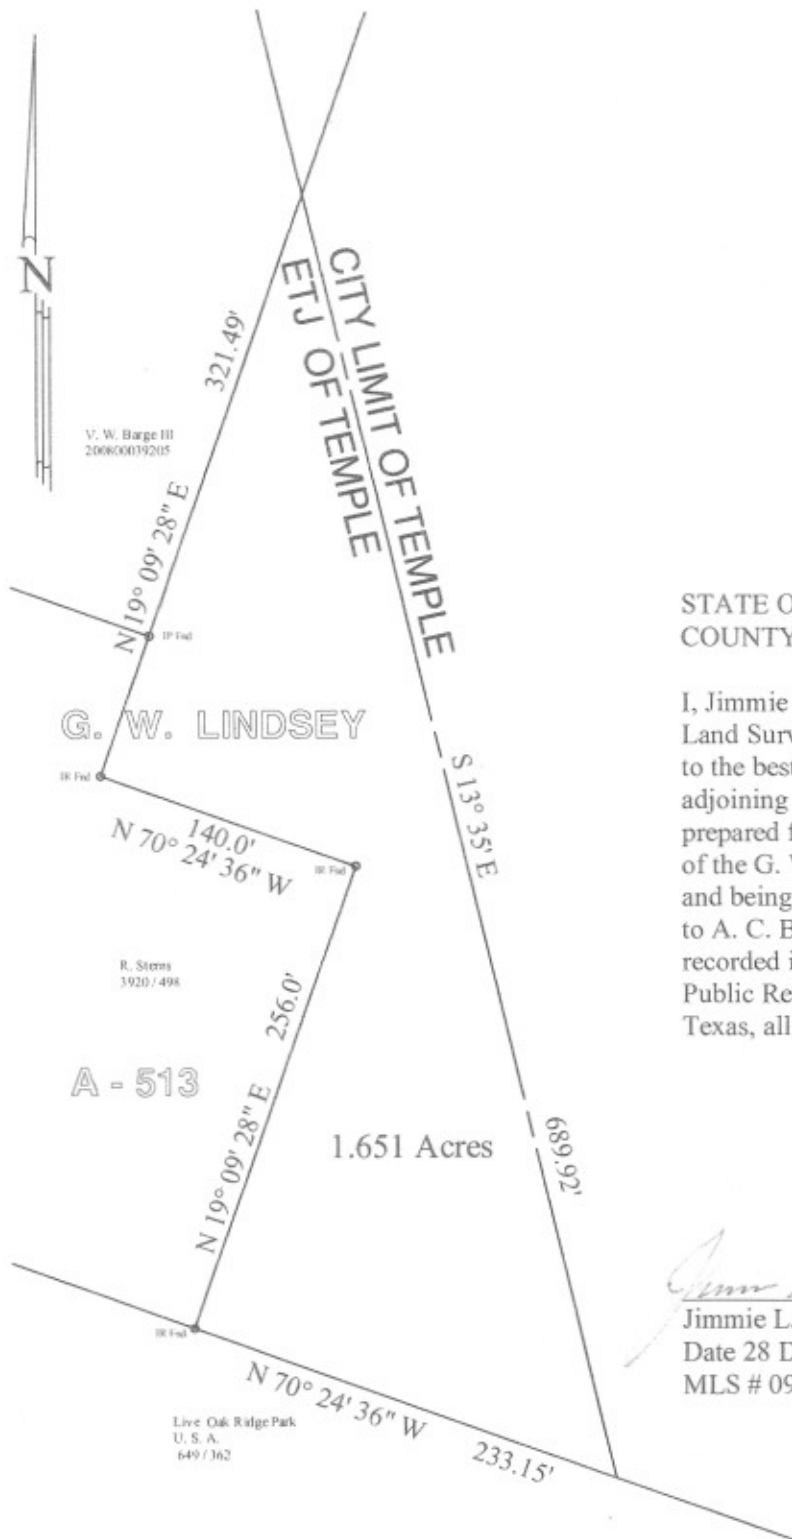 N
CITY LIMIT OF TEMPLE
ETJ OF TEMPLE
321.49'
V. W. Barge III
200800039205
N 19° 09' 28" E
IP Fnd
G. W. LINDSEY
IR Fnd
140.0'
N 70° 24' 36" W
IR Fnd
S 13° 35' E
R. Sterns
3920 / 498
256.0'
A - 513
N 19° 09' 28" E
1.651 Acres
689.92'
IR Fnd
N 70° 24' 36" W
233.15'
Live Oak Ridge Park
U. S. A.
649 / 362
STATE O
COUNTY
I, Jimmie
Land Surv
to the best
adjoining
prepared f
of the G. W
and being
to A. C. B
recorded i
Public Re
Texas, all
Jimmie L.
Date 28 D
MLS # 09